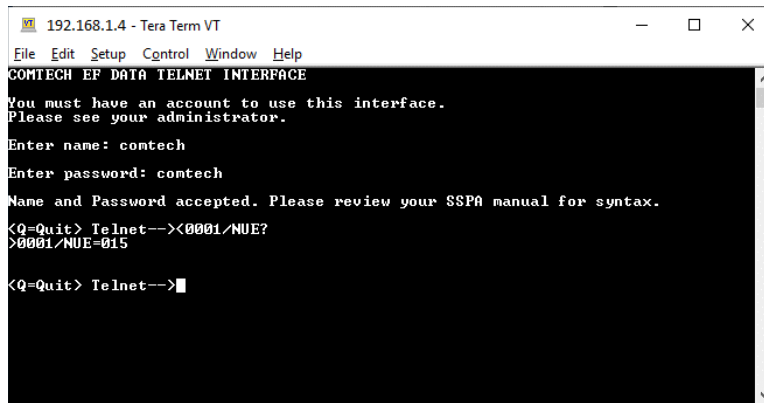 192.168.1.4 - Tera Term VT
File Edit Setup Control Window Help
COMTECH EF DATA TELNET INTERFACE
You must have an account to use this interface.
Please see your administrator.
Enter name: comtech
Enter password: comtech
Name and Password accepted. Please review your SSPA manual for syntax.
<Q=Quit> Telnet--><0001/NUE?
>0001/NUE=015
<Q=Quit> Telnet-->